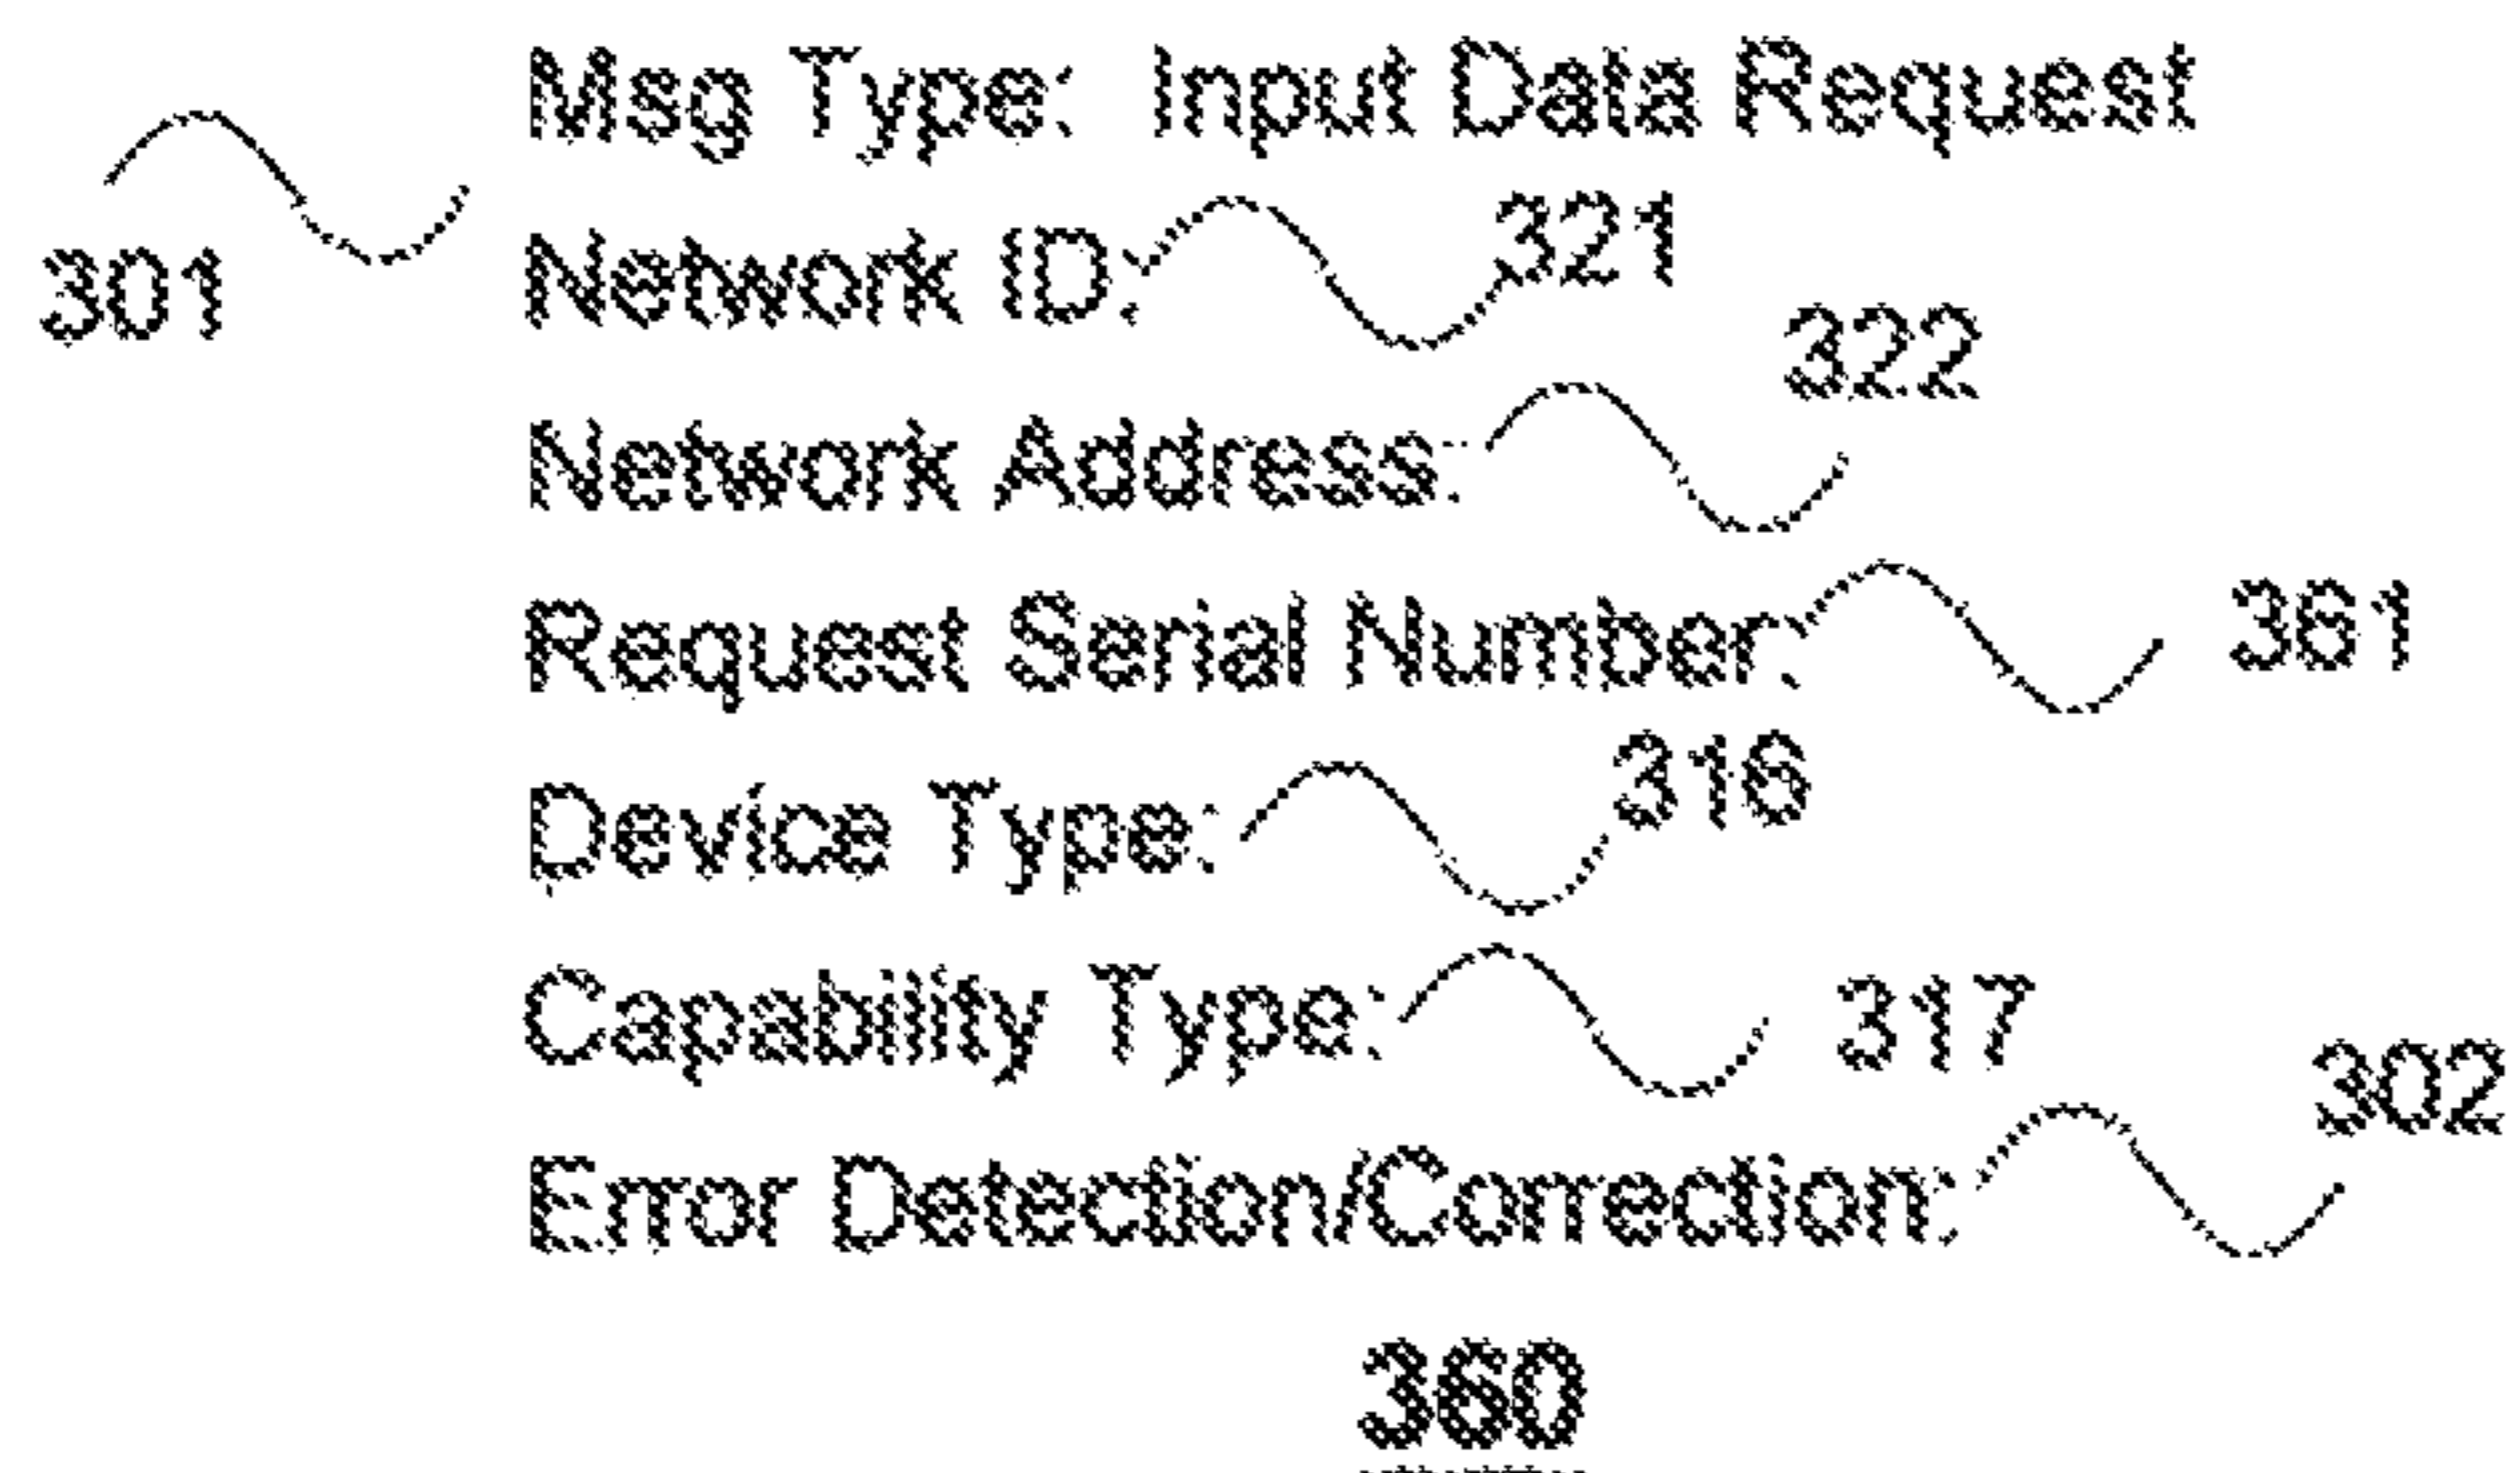 Msg Type: Input Data Request
301
Network ID: 321
322
Network Address:
Request Serial Number: 361
316
Device Type:
Capability Type: 317
302
Error Detection/Correction:
360